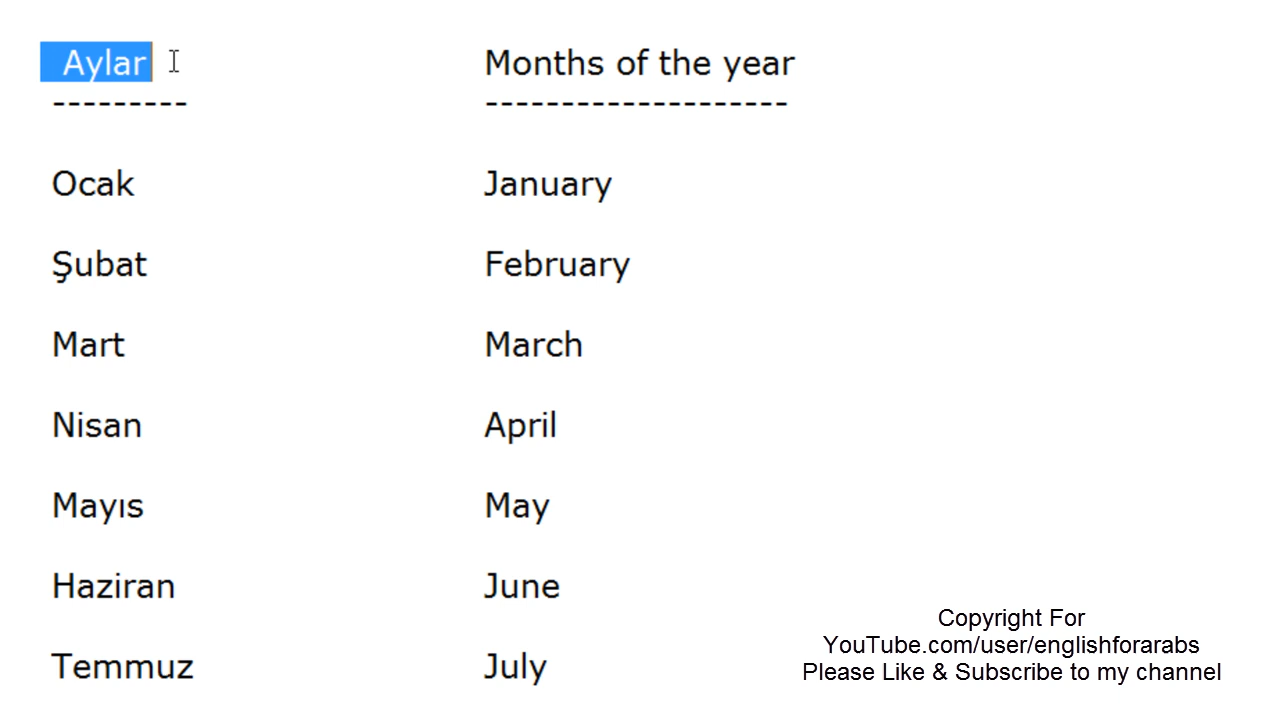 Aylar Months of the year
--------- --------------------
Ocak January
Şubat February
Mart March
Nisan April
Mayıs May
Haziran June
Temmuz July
Copyright For
YouTube.com/user/englishforarabs
Please Like & Subscribe to my channel